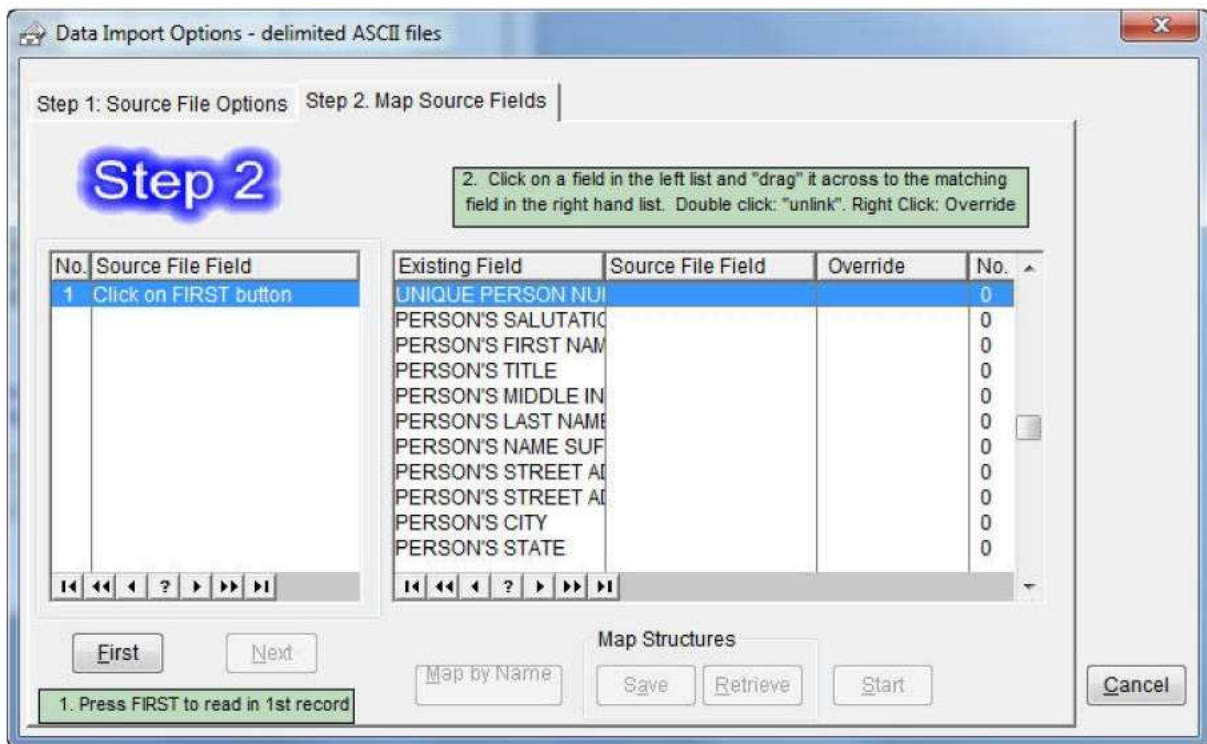 Data Import Options - delimited ASCII files
Step 1: Source File Options Step 2. Map Source Fields
Step 2
2. Click on a field in the left list and "drag" it across to the matching
field in the right hand list. Double click: "unlink". Right Click: Override
No. Source File Field
1 Click on FIRST button
Existing Field Source File Field Override No.
UNIQUE PERSON NUI 0
PERSON'S SALUTATIC 0
PERSON'S FIRST NAM 0
PERSON'S TITLE 0
PERSON'S MIDDLE IN 0
PERSON'S LAST NAME 0
PERSON'S NAME SUF 0
PERSON'S STREET AD 0
PERSON'S STREET AD 0
PERSON'S CITY 0
PERSON'S STATE 0
?
?
First Next
1. Press FIRST to read in 1st record
Map by Name
Map Structures
Save Retrieve
Start
Cancel